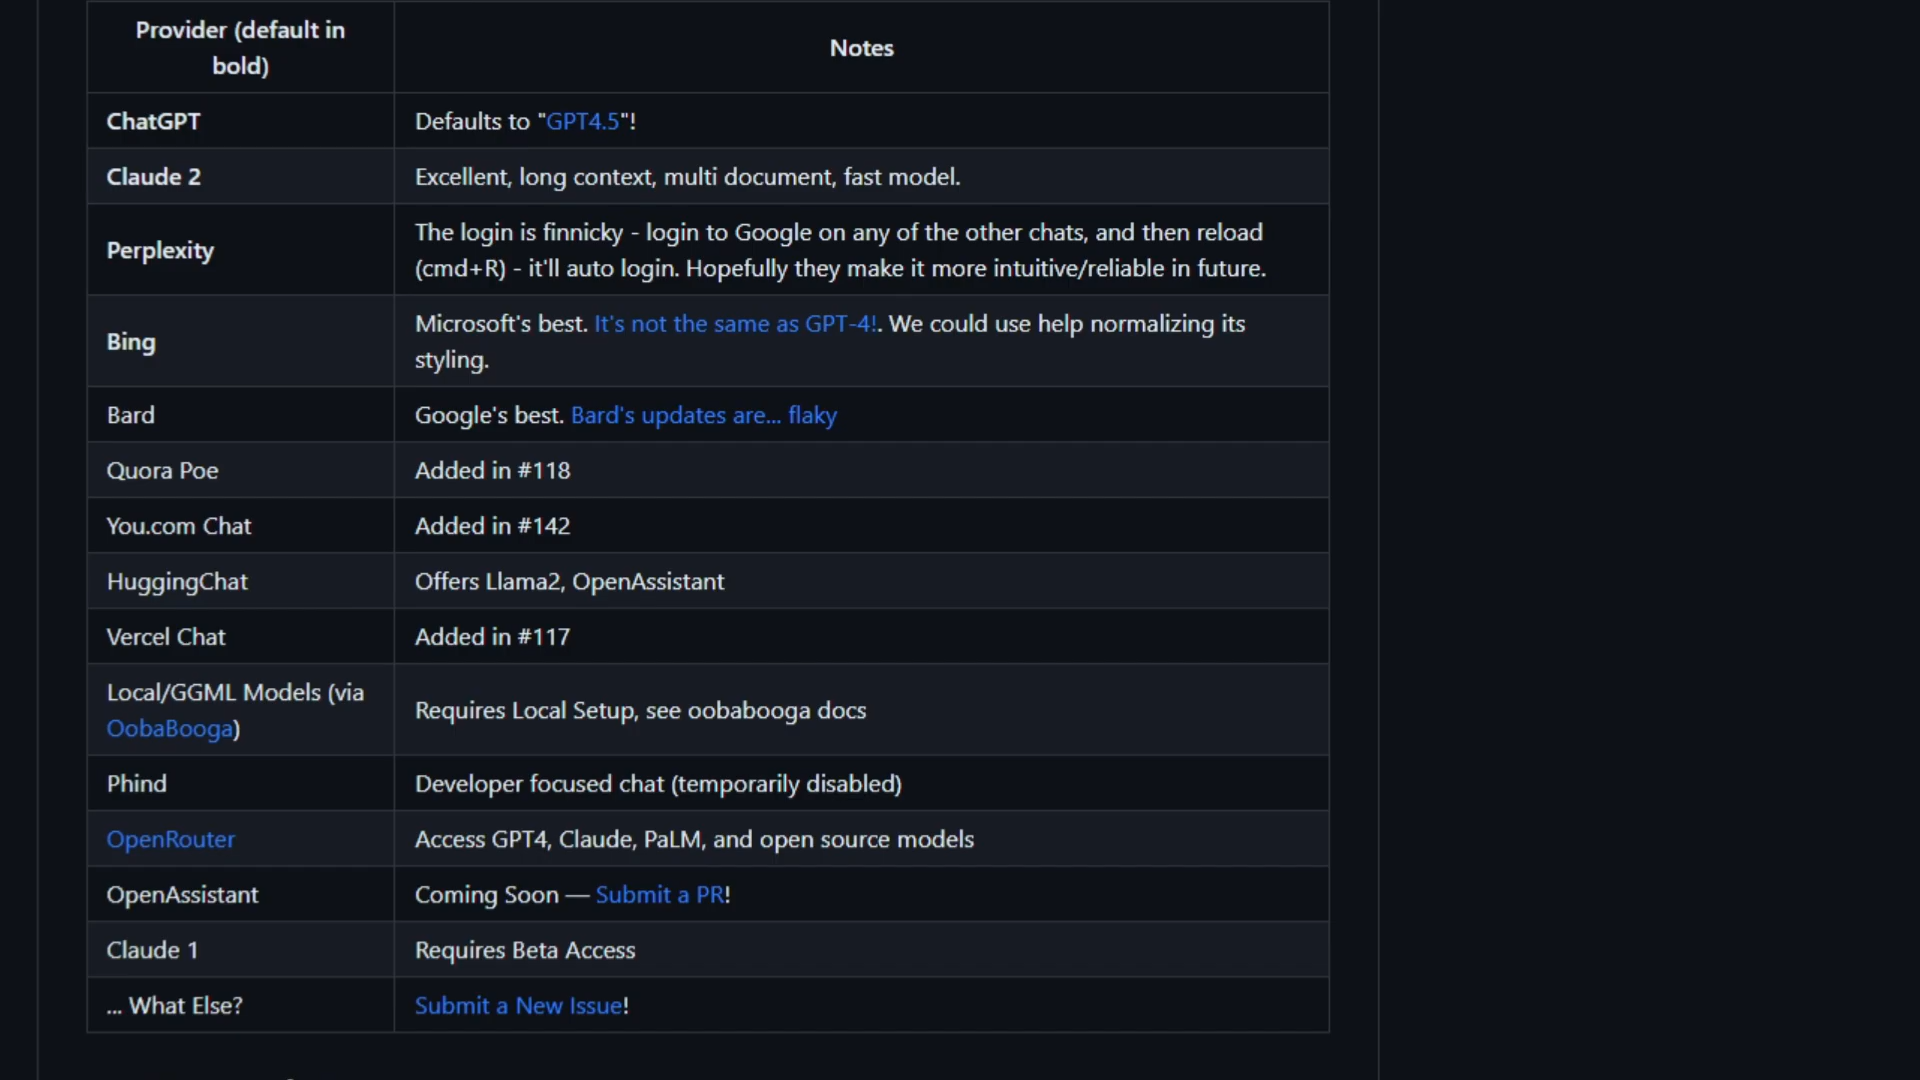 Provider (default in
bold)
Notes
ChatGPT
Defaults to "GPT4.5"!
Claude 2
Excellent, long context, multi document, fast model.
Perplexity
The login is finnicky - login to Google on any of the other chats, and then reload
(cmd+R) - it'll auto login. Hopefully they make it more intuitive/reliable in future.
Bing
Microsoft's best. It's not the same as GPT-4!. We could use help normalizing its
styling.
Bard
Google's best. Bard's updates are... flaky
Quora Poe
Added in #118
You.com Chat
Added in #142
HuggingChat
Offers Llama2, OpenAssistant
Vercel Chat
Added in #117
Local/GGML Models (via
OobaBooga)
Requires Local Setup, see oobabooga docs
Phind
Developer focused chat (temporarily disabled)
OpenRouter
Access GPT4, Claude, PaLM, and open source models
OpenAssistant
Coming Soon — Submit a PR!
Claude 1
Requires Beta Access
... What Else?
Submit a New Issue!